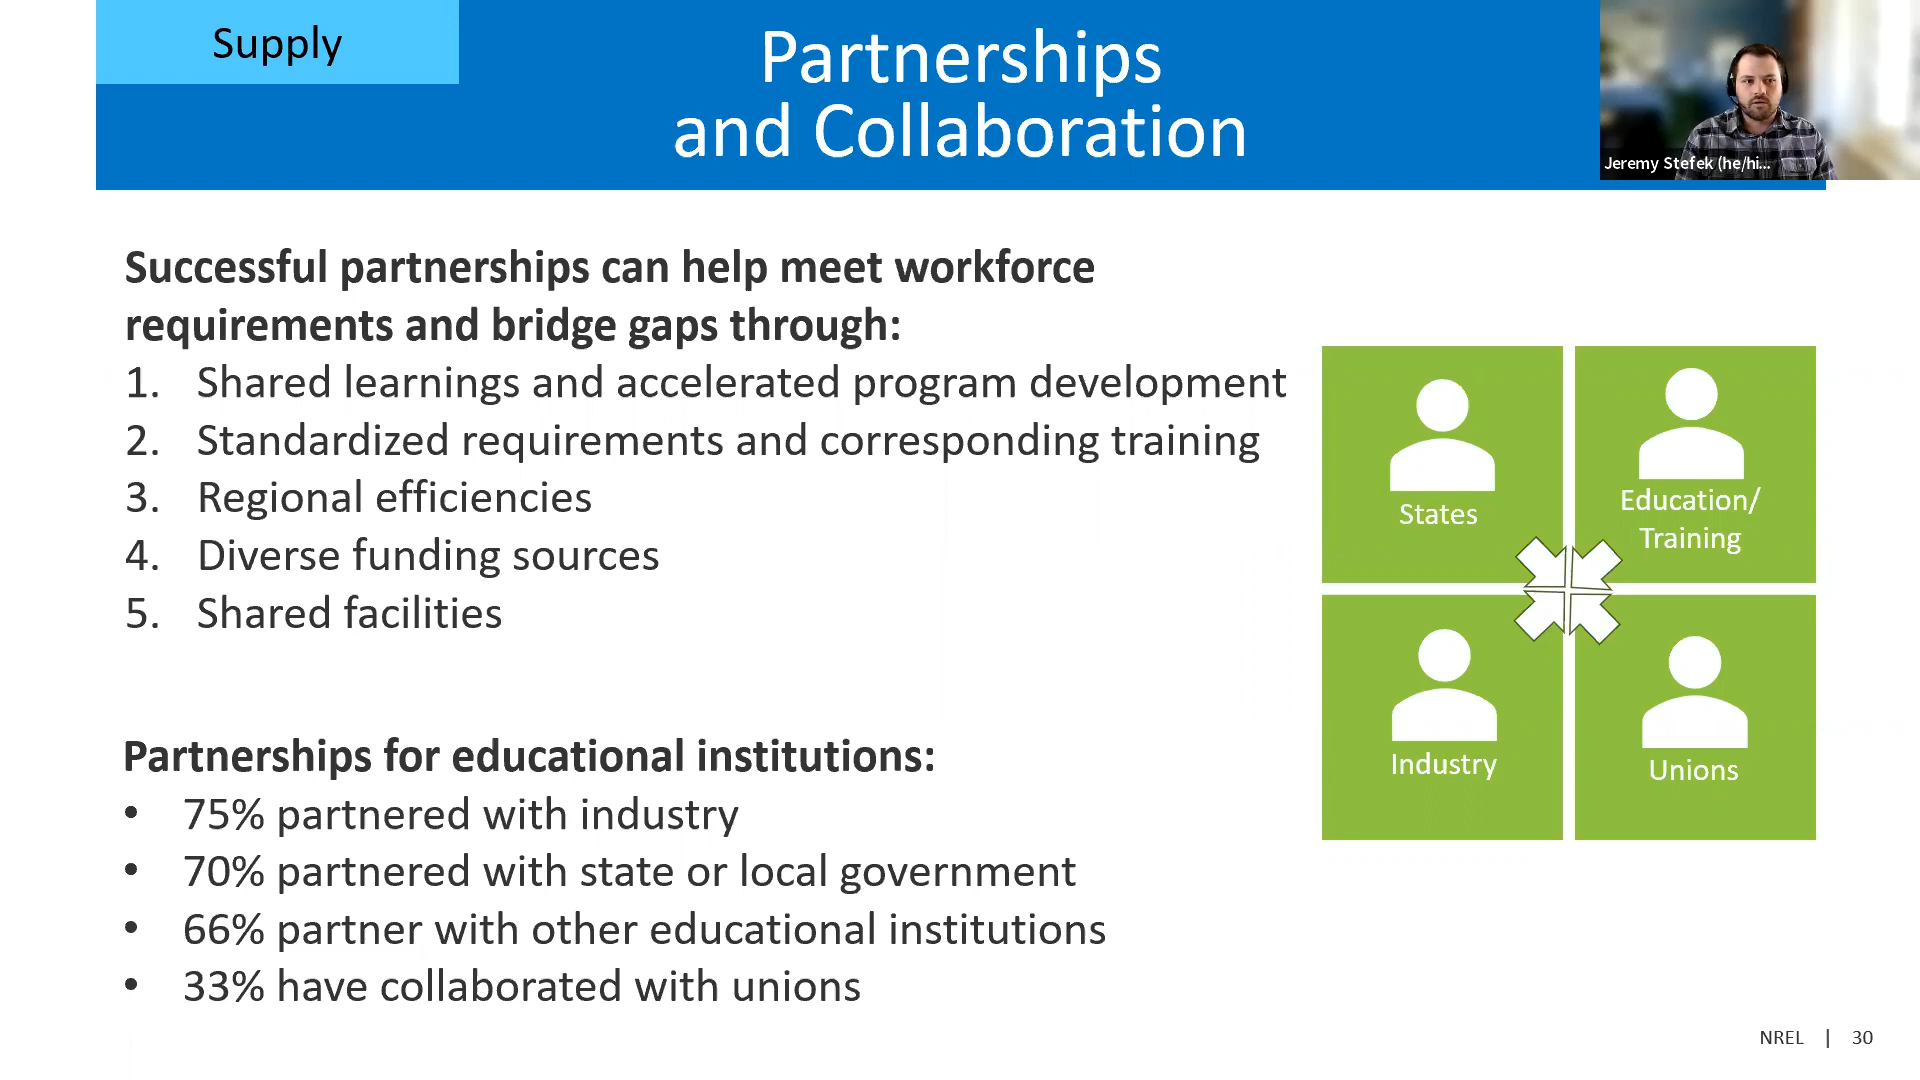 Supply
Partnerships
and Collaboration
Jeremy Stefek (he/hi...
Successful partnerships can help meet workforce
requirements and bridge gaps through:
1. Shared learnings and accelerated program development
2. Standardized requirements and corresponding training
3. Regional efficiencies
4. Diverse funding sources
5. Shared facilities
States
Education/
Training
Industry
Unions
Partnerships for educational institutions:
• 75% partnered with industry
• 70% partnered with state or local government
• 66% partner with other educational institutions
• 33% have collaborated with unions
NREL | 30